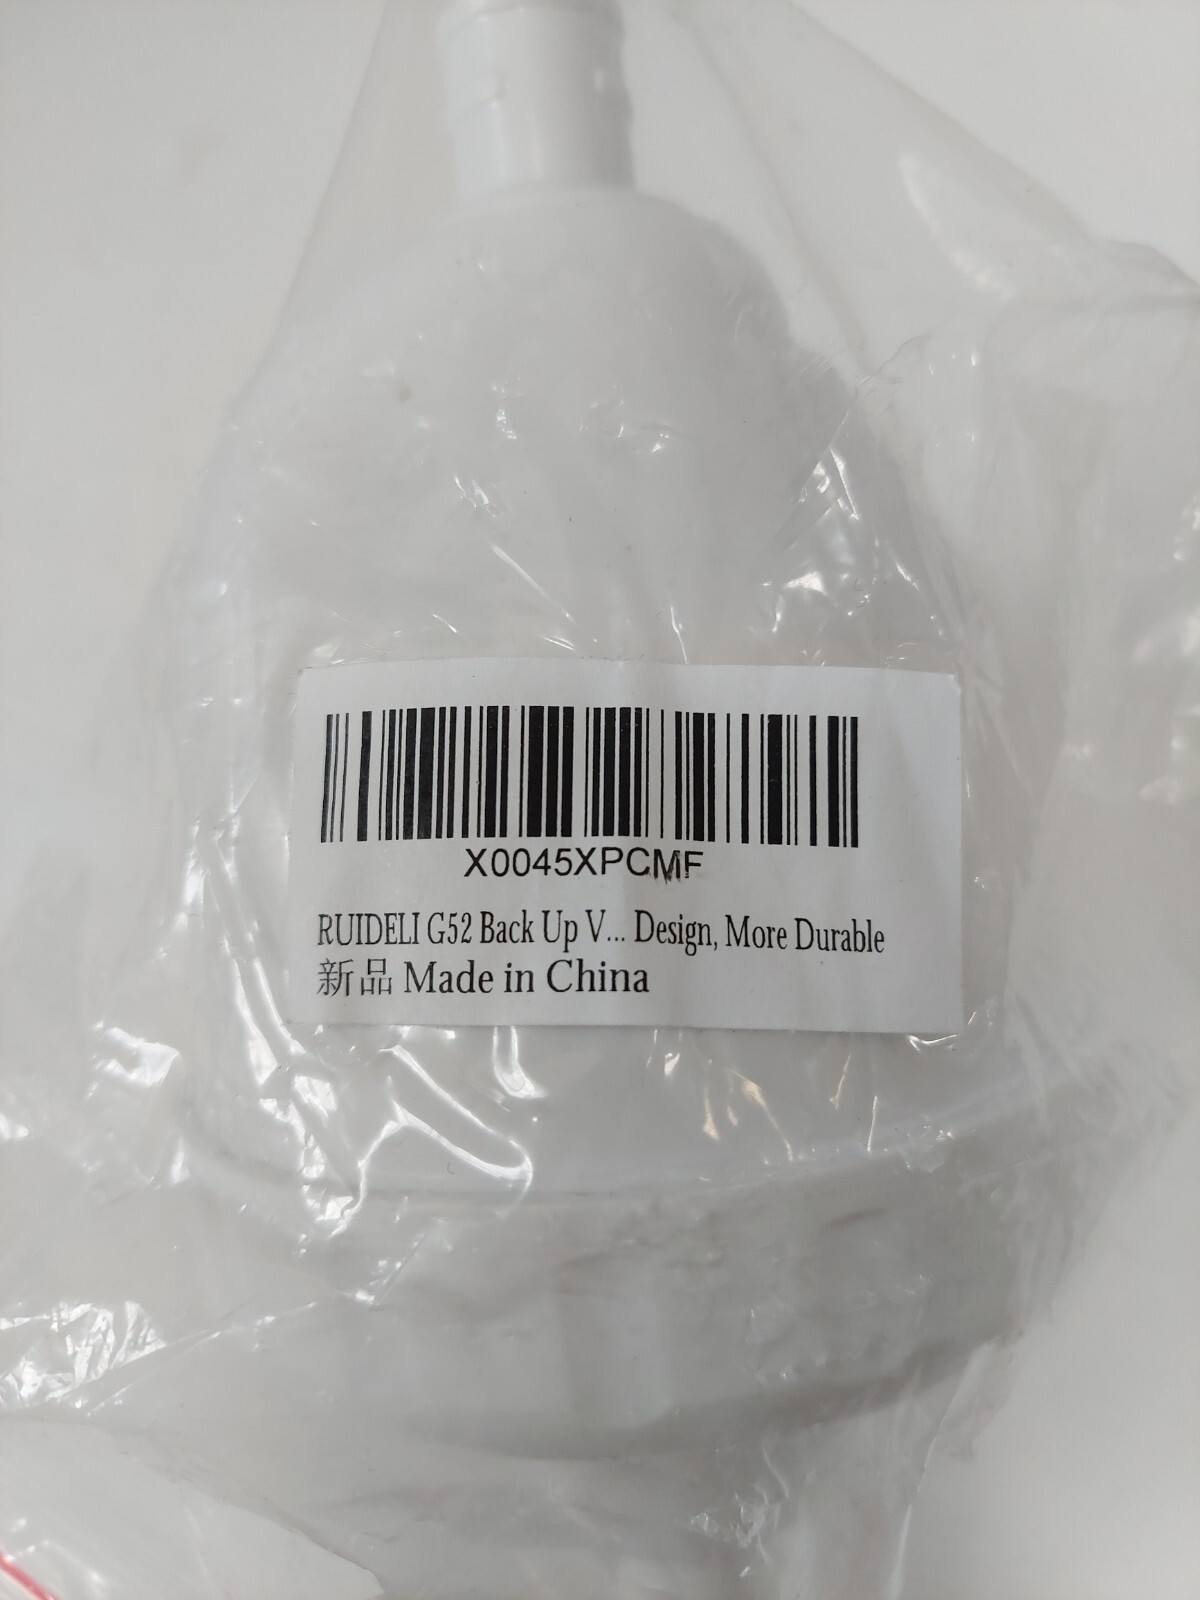 X0045XPCMF
RUIDELI G52 Back Up V... Design, More Durable
新品 Made in China